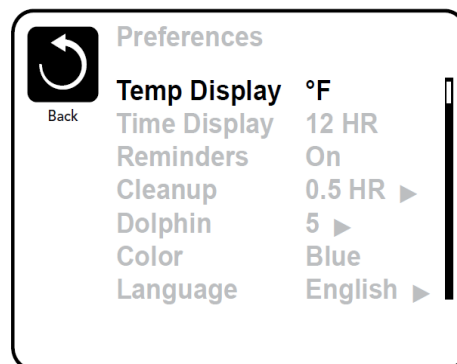 Preferences
Back
Temp Display °F
Time Display 12 HR
Reminders On
Cleanup 0.5 HR ▶
Dolphin 5 ▶
Color Blue
Language English ▶